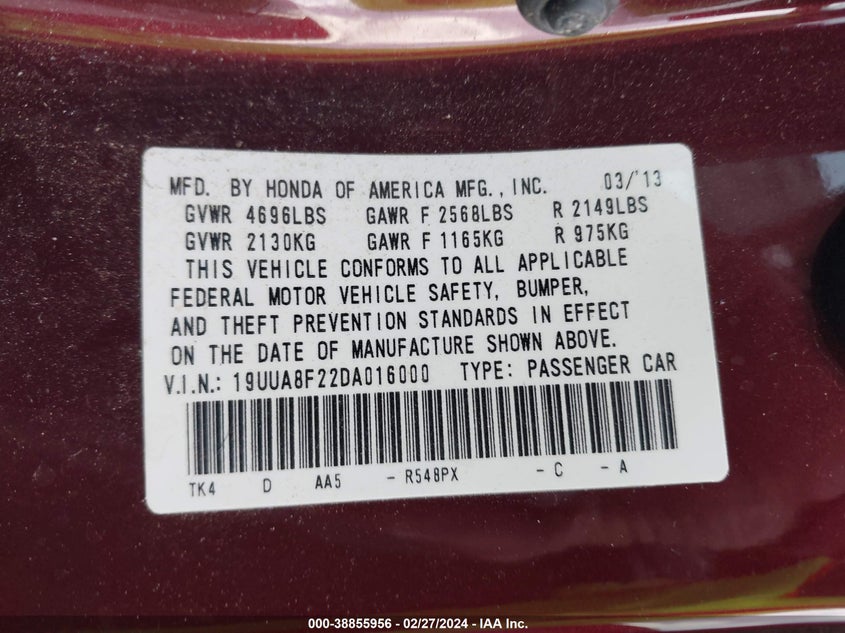 MFD. BY HONDA OF AMERICA MFG., INC. 03/'13
GVWR 4696LBS GAWR F 2568LBS R 2149LBS
GVWR 2130KG GAWR F 1165KG R 975KG
THIS VEHICLE CONFORMS TO ALL APPLICABLE
FEDERAL MOTOR VEHICLE SAFETY, BUMPER,
AND THEFT PREVENTION STANDARDS IN EFFECT
ON THE DATE OF MANUFACTURE SHOWN ABOVE.
V.I.N.: 19UUA8F22DA016000 TYPE: PASSENGER CAR
TK4 D AA5 - R548PX - C - A
000-38855956 - 02/27/2024 - IAA Inc.